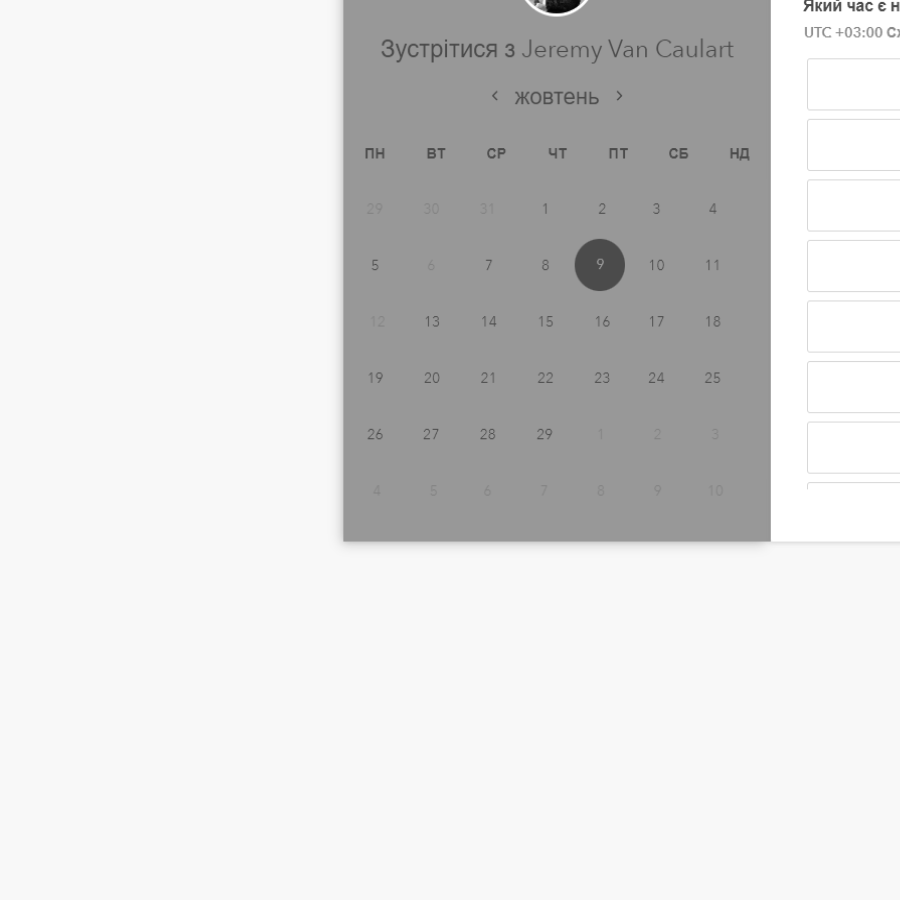 Зустрітися з Jeremy Van Caulart
жовтень
ПН ВТ СР ЧТ ПТ СБ НД
29 30 31 1 2 3 4
5 6 7 8 9 10 11
12 13 14 15 16 17 18
19 20 21 22 23 24 25
26 27 28 29 1 2 3
4 5 6 7 8 9 10
Який час є
UTC +03:00